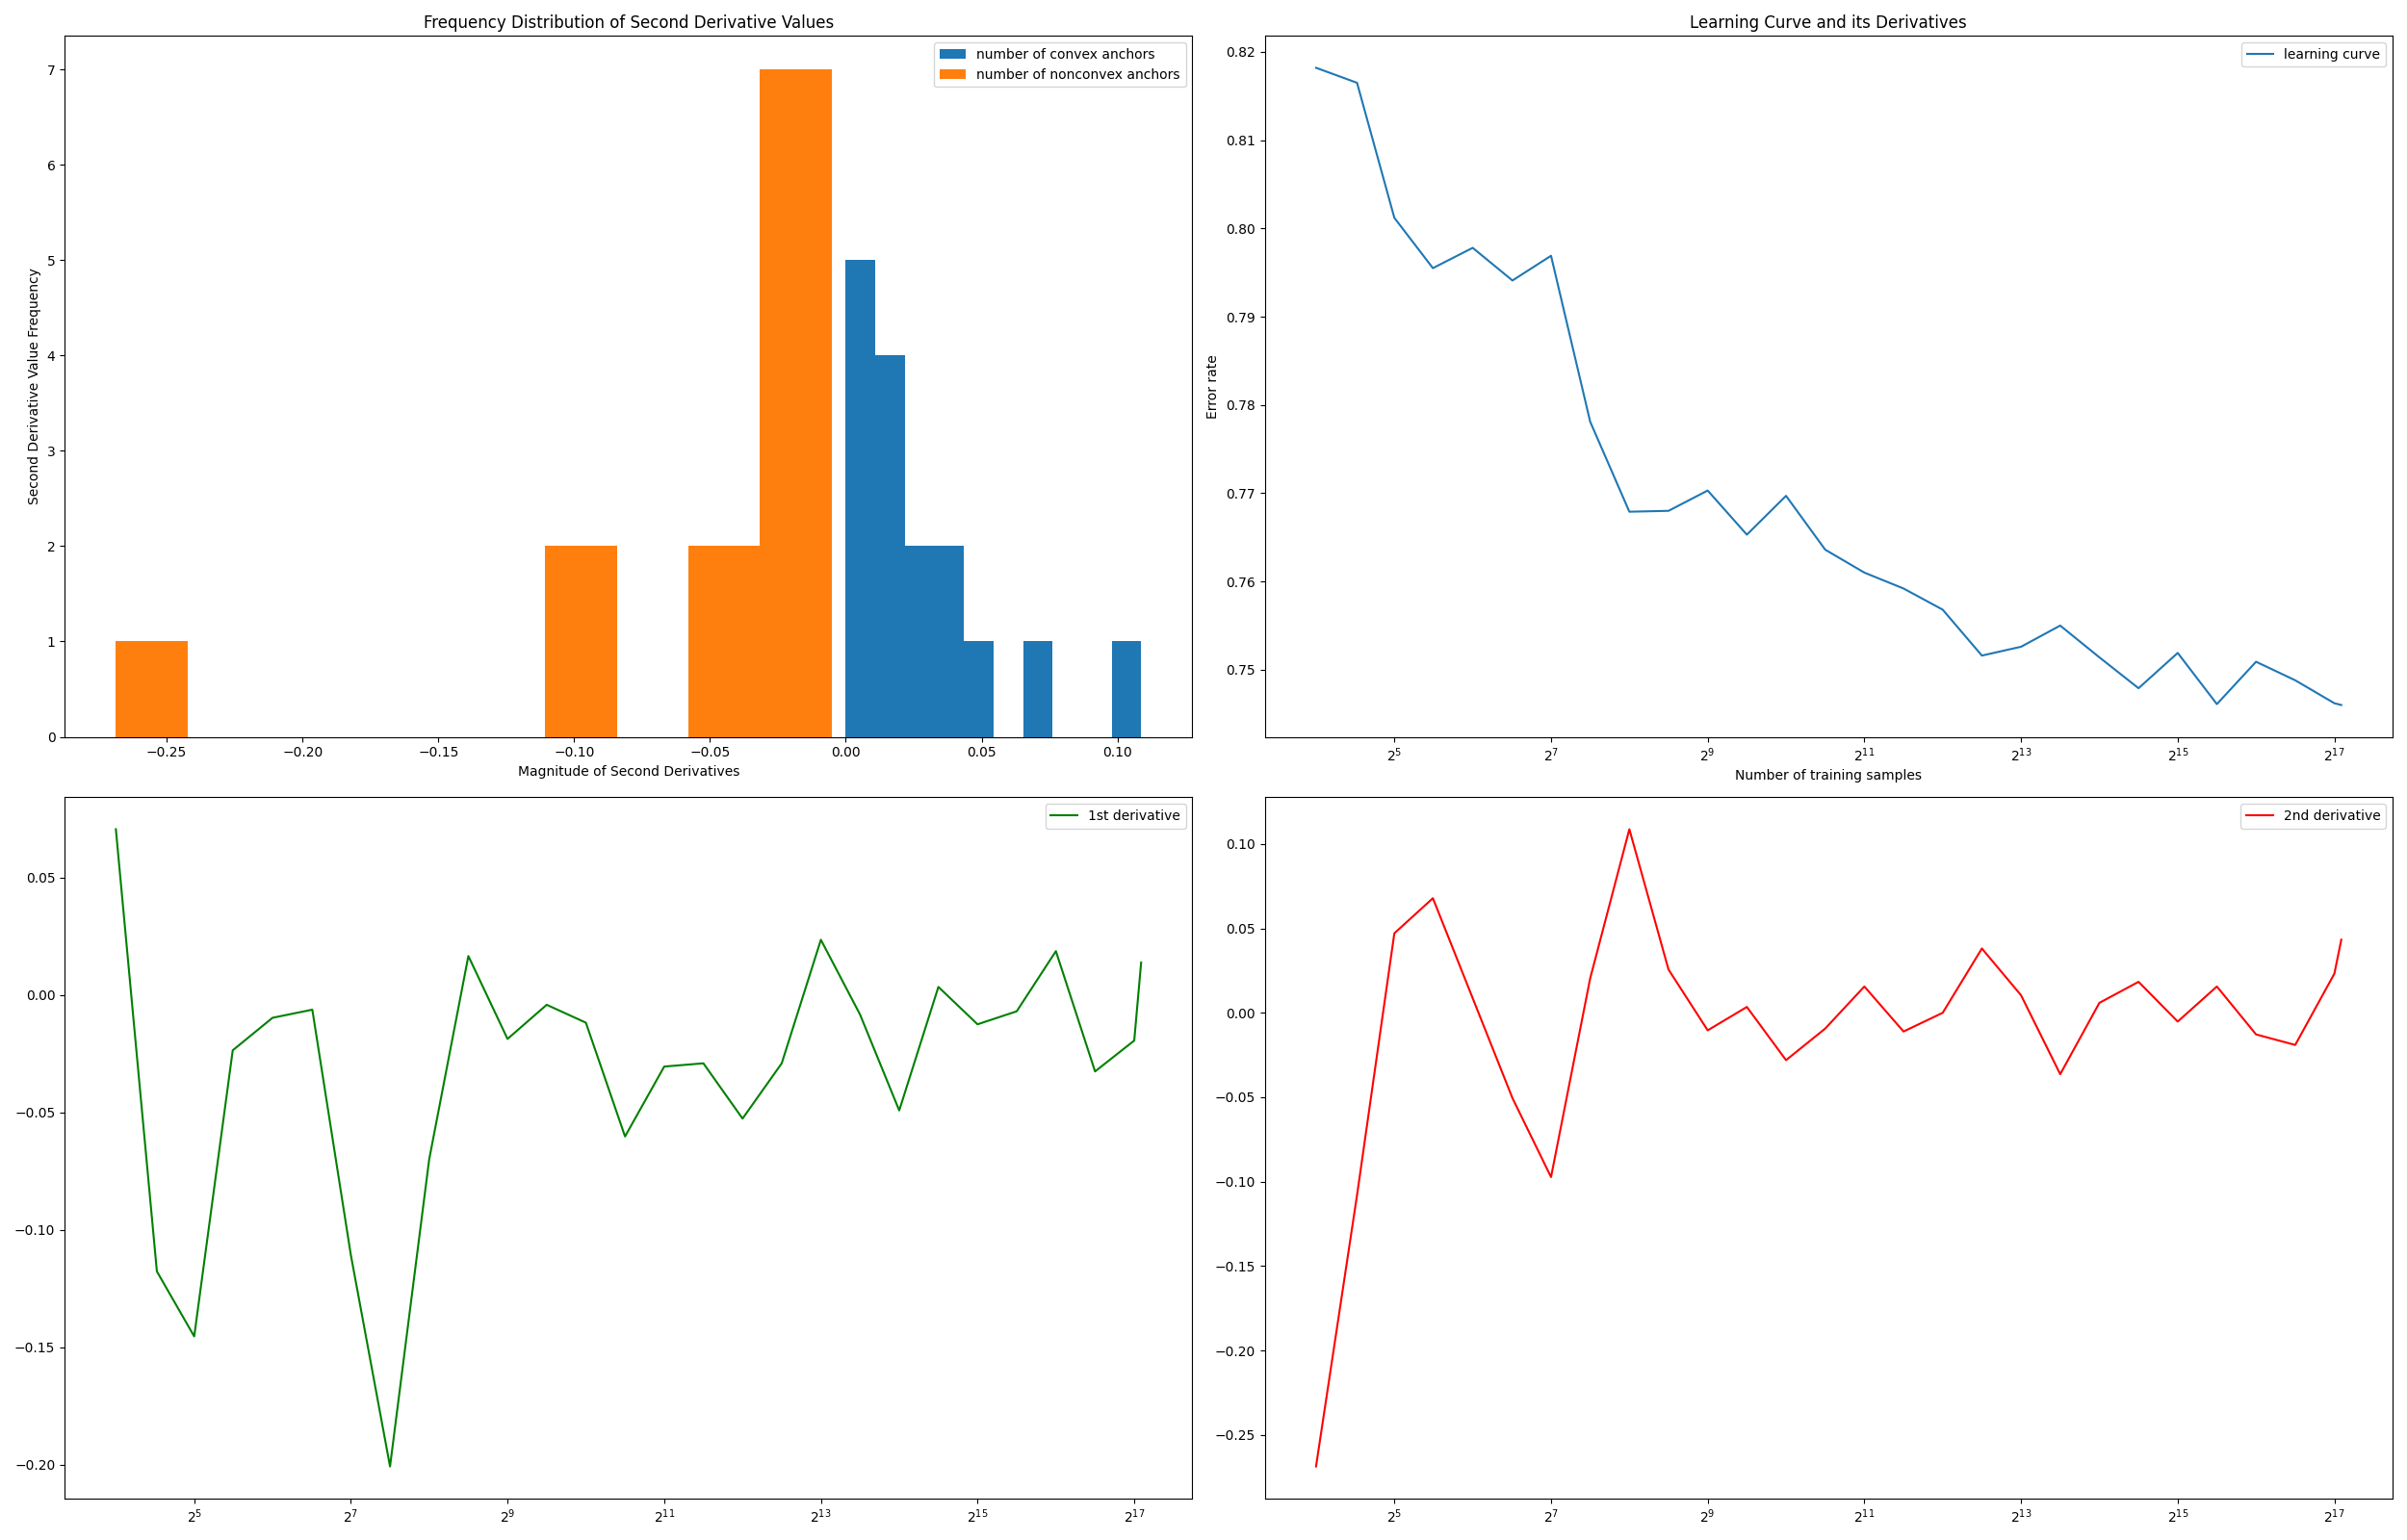 Frequency Distribution of Second Derivative Values
number of convex anchors
number of nonconvex anchors
Second Derivative Value Frequency
7
6
5
4
3
2
1
0
−0.25 −0.20 −0.15 −0.10 −0.05 0.00 0.05 0.10
Magnitude of Second Derivatives
Learning Curve and its Derivatives
learning curve
Error rate
0.82
0.81
0.80
0.79
0.78
0.77
0.76
0.75
2^5 2^7 2^9 2^11 2^13 2^15 2^17
Number of training samples
1st derivative
0.05
0.00
−0.05
−0.10
−0.15
−0.20
2^5 2^7 2^9 2^11 2^13 2^15 2^17
2nd derivative
0.10
0.05
0.00
−0.05
−0.10
−0.15
−0.20
−0.25
2^5 2^7 2^9 2^11 2^13 2^15 2^17